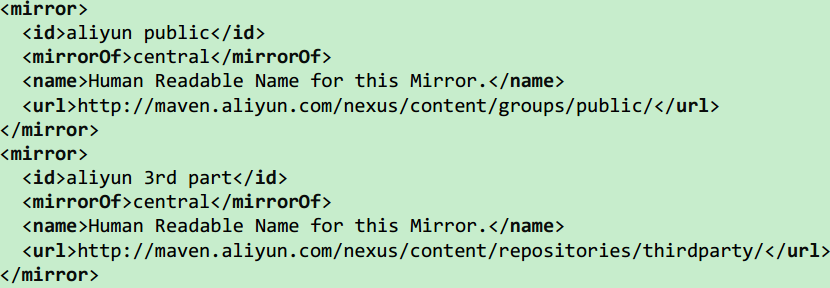 <mirror>
  <id>aliyun public</id>
  <mirrorOf>central</mirrorOf>
  <name>Human Readable Name for this Mirror.</name>
  <url>http://maven.aliyun.com/nexus/content/groups/public/</url>
</mirror>
<mirror>
  <id>aliyun 3rd part</id>
  <mirrorOf>central</mirrorOf>
  <name>Human Readable Name for this Mirror.</name>
  <url>http://maven.aliyun.com/nexus/content/repositories/thirdparty/</url>
</mirror>